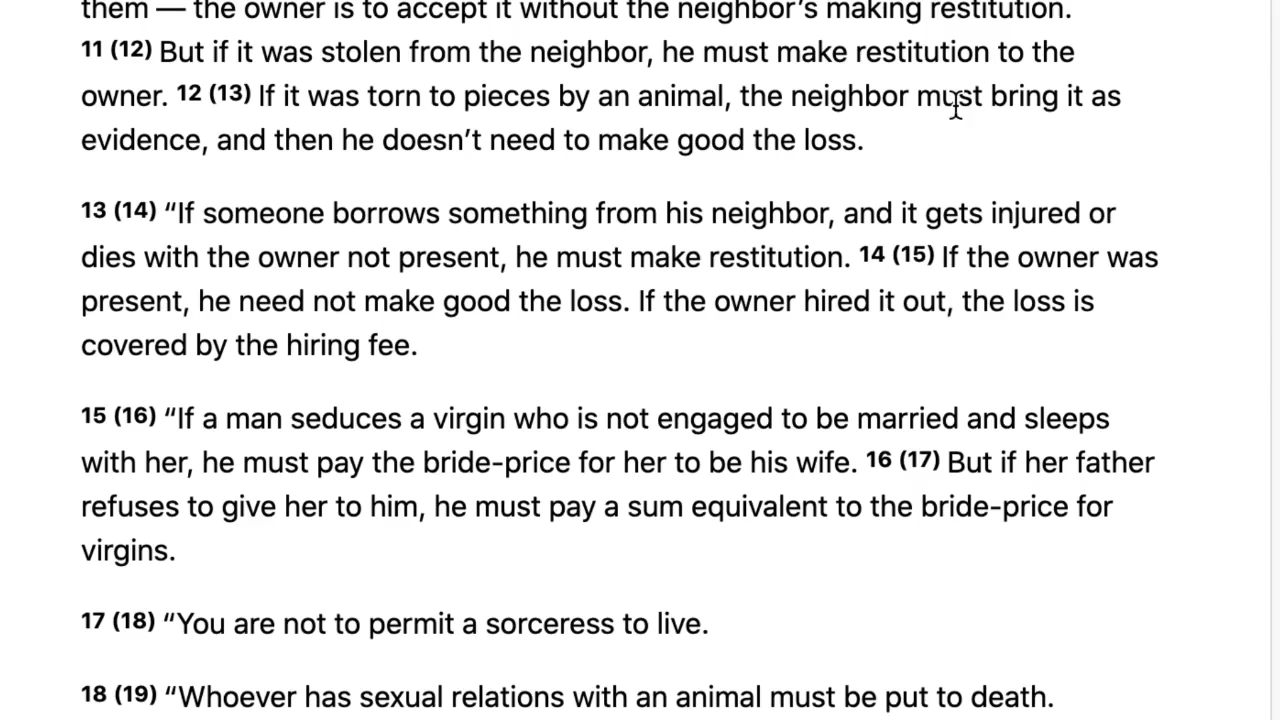 them — the owner is to accept it without the neighbor’s making restitution.
11 (12) But if it was stolen from the neighbor, he must make restitution to the
owner. 12 (13) If it was torn to pieces by an animal, the neighbor must bring it as
evidence, and then he doesn’t need to make good the loss.
13 (14) “If someone borrows something from his neighbor, and it gets injured or
dies with the owner not present, he must make restitution. 14 (15) If the owner was
present, he need not make good the loss. If the owner hired it out, the loss is
covered by the hiring fee.
15 (16) “If a man seduces a virgin who is not engaged to be married and sleeps
with her, he must pay the bride-price for her to be his wife. 16 (17) But if her father
refuses to give her to him, he must pay a sum equivalent to the bride-price for
virgins.
17 (18) “You are not to permit a sorceress to live.
18 (19) “Whoever has sexual relations with an animal must be put to death.